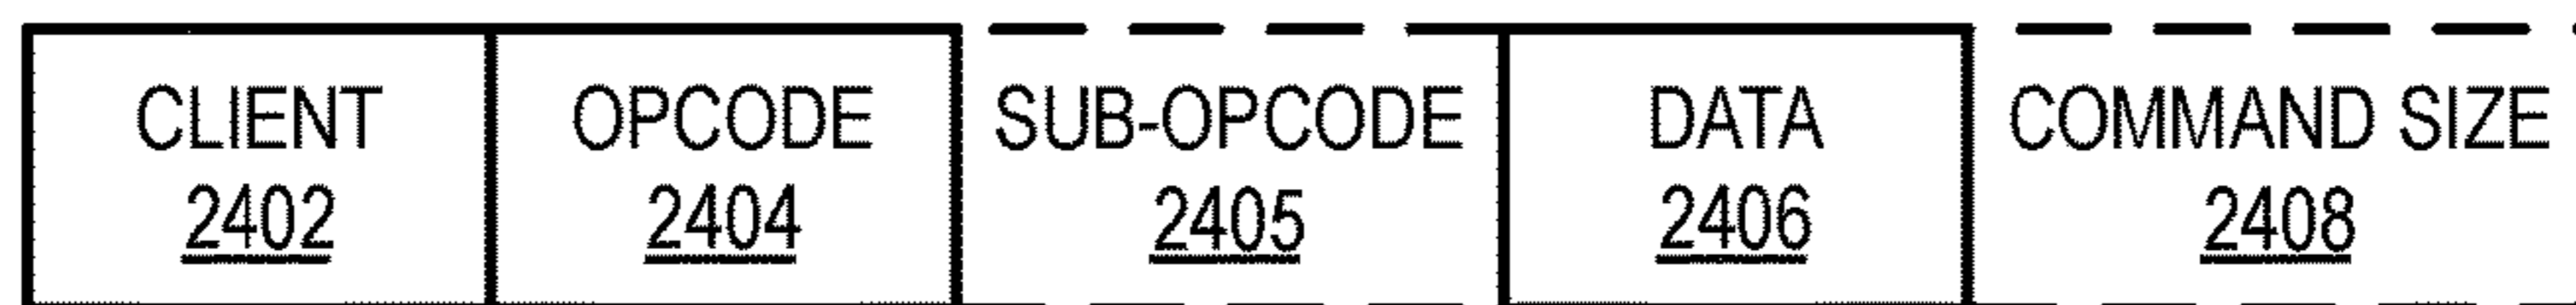 CLIENT OPCODE SUB-OPCODE DATA COMMAND SIZE
2402 2404 2405 2406 2408